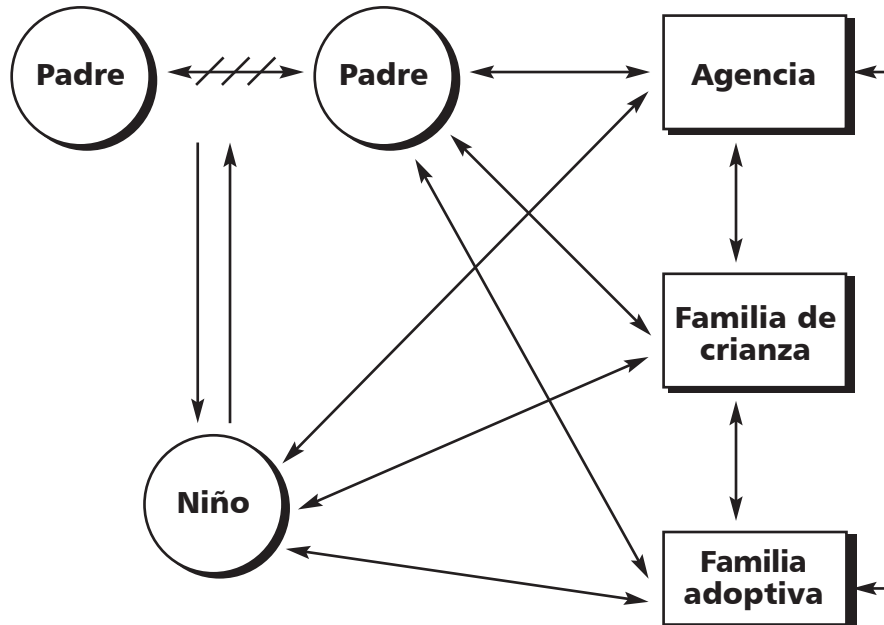 Padre
Padre
Agencia
Familia de
crianza
Niño
Familia
adoptiva